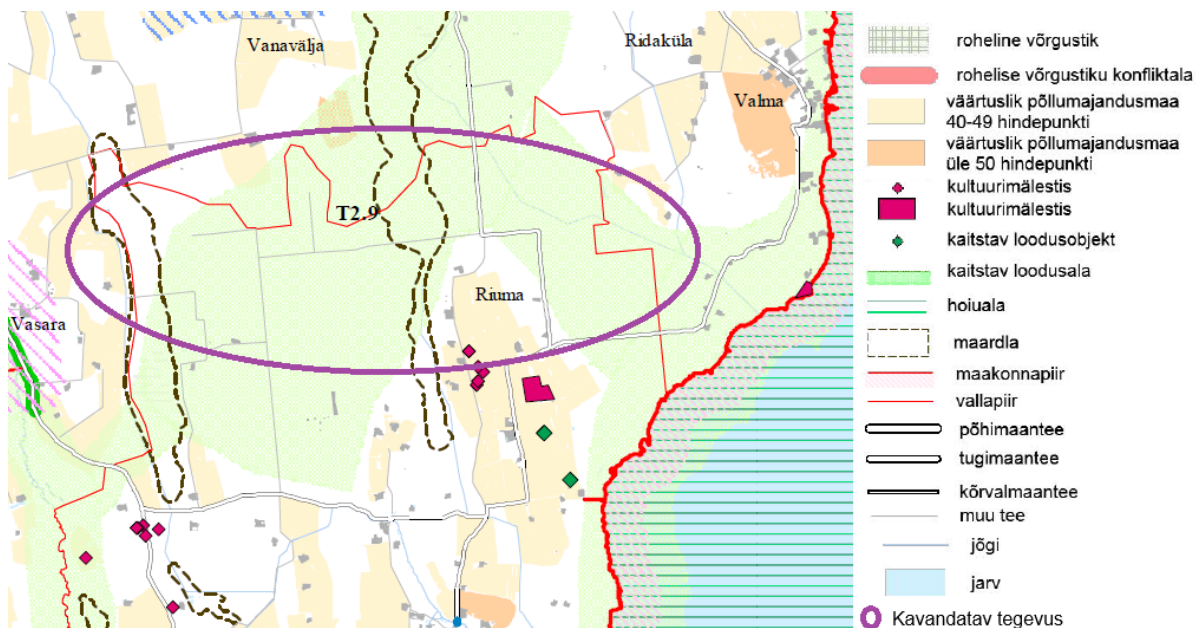 Vanavälja
Ridaküla
Valma
T2.9
Riuma
Vasara
roheline võrgustik
rohelise võrgustiku konfliktala
väärtuslik põllumajandusmaa
40-49 hindepunkti
väärtuslik põllumajandusmaa
üle 50 hindepunkti
kultuurimälestis
kultuurimälestis
kaitstav loodusobjekt
kaitstav loodusala
hoiuala
maardla
maakonnapiir
vallapiir
põhimaantee
tugimaantee
kõrvalmaantee
muu tee
jõgi
jarv
Kavandatav tegevus